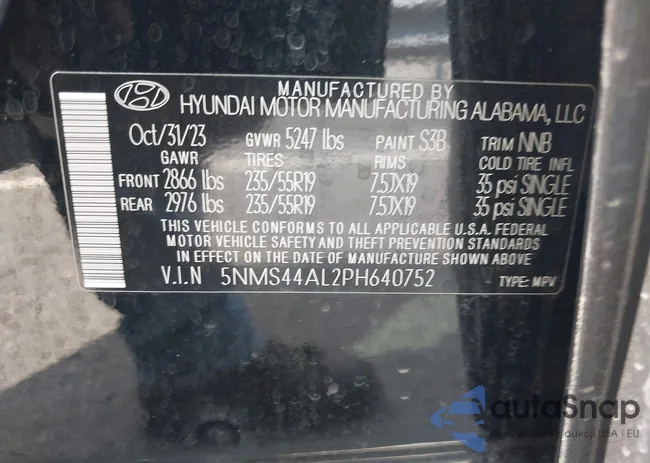 MANUFACTURED BY
HYUNDAI MOTOR MANUFACTURING ALABAMA, LLC
Oct/31/23 GVWR 5247 lbs PAINT S3B TRIM NNB
GAWR TIRES RIMS COLD TIRE INFL
FRONT 2866 lbs 235/55R19 7.5JX19 35 psi SINGLE
REAR 2976 lbs 235/55R19 7.5JX19 35 psi SINGLE
THIS VEHICLE CONFORMS TO ALL APPLICABLE U.S.A. FEDERAL
MOTOR VEHICLE SAFETY AND THEFT PREVENTION STANDARDS
IN EFFECT ON THE DATE OF MANUFACTURE SHOWN ABOVE
V.I.N 5NMS44AL2PH640752 TYPE: MPV
autoSnap
aukcji USA i EU